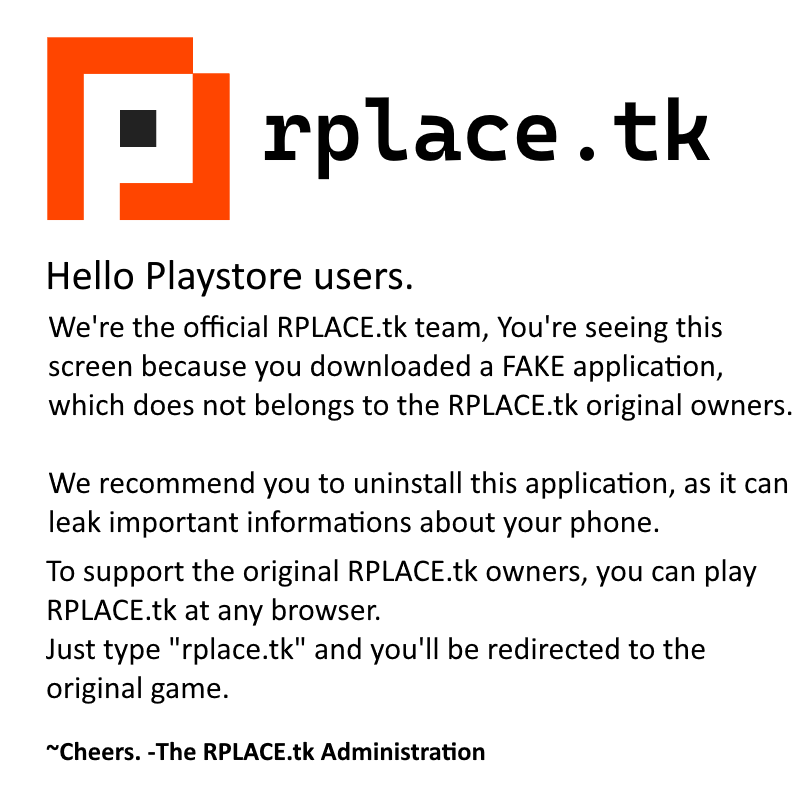 rplace.tk
Hello Playstore users.
We're the official RPLACE.tk team, You're seeing this
screen because you downloaded a FAKE application,
which does not belongs to the RPLACE.tk original owners.
We recommend you to uninstall this application, as it can
leak important informations about your phone.
To support the original RPLACE.tk owners, you can play
RPLACE.tk at any browser.
Just type "rplace.tk" and you'll be redirected to the
original game.
~Cheers. -The RPLACE.tk Administration